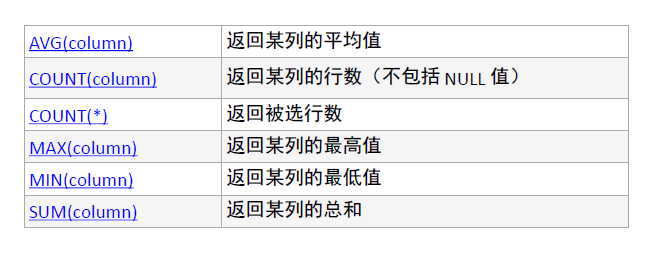 AVG(column) 返回某列的平均值
COUNT(column) 返回某列的行数（不包括 NULL 值）
COUNT(*) 返回被选行数
MAX(column) 返回某列的最高值
MIN(column) 返回某列的最低值
SUM(column) 返回某列的总和